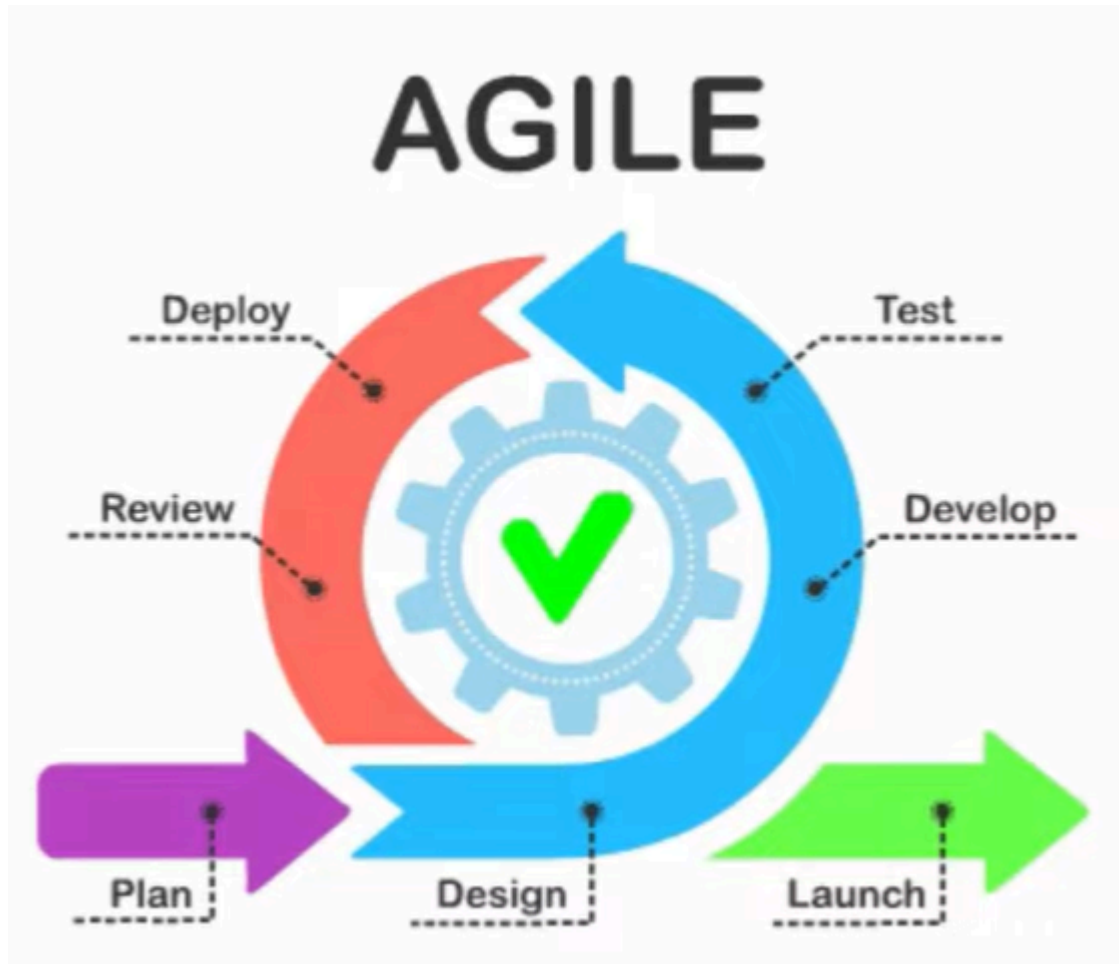 AGILE
Deploy
Test
Review
Develop
Plan
Design
Launch